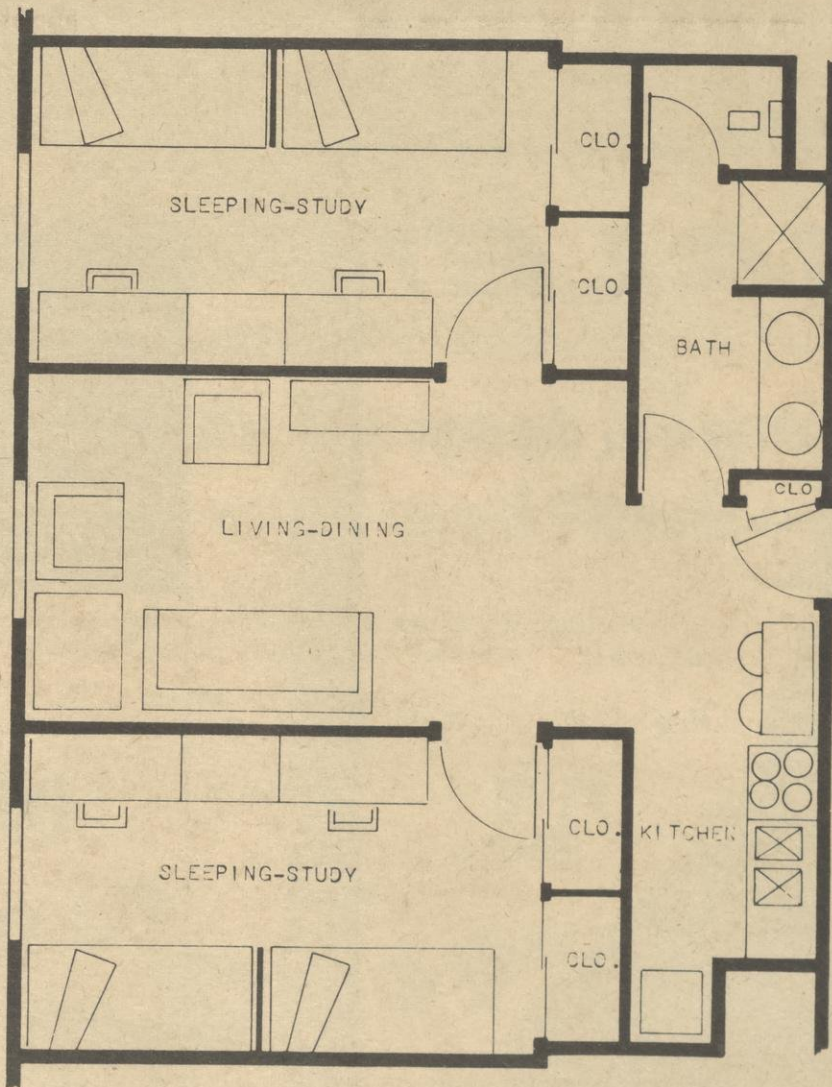 CLO.
SLEEPING-STUDY
CLO.
BATH
CLO
LIVING-DINING
CLO.
KITCHEN
SLEEPING-STUDY
CLO.